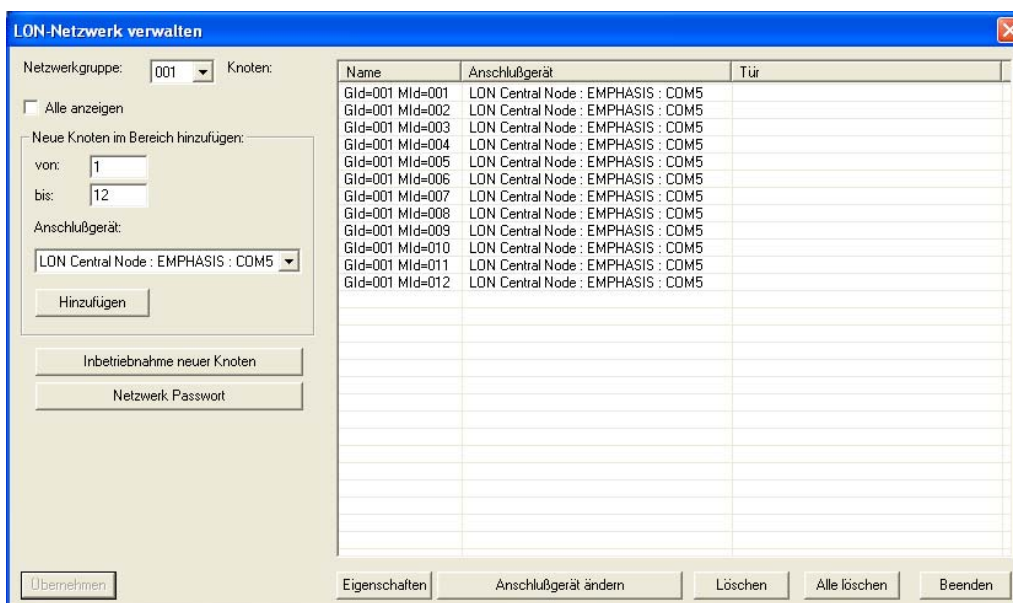 LON-Netzwerk verwalten
Netzwerkgruppe: 001 Knoten:
Alle anzeigen
Neue Knoten im Bereich hinzufügen:
von: 1
bis: 12
Anschlußgerät:
LON Central Node : EMPHASIS : COM5
Hinzufügen
Inbetriebnahme neuer Knoten
Netzwerk Passwort
Name Anschlußgerät Tür
GId=001 MId=001 LON Central Node : EMPHASIS : COM5
GId=001 MId=002 LON Central Node : EMPHASIS : COM5
GId=001 MId=003 LON Central Node : EMPHASIS : COM5
GId=001 MId=004 LON Central Node : EMPHASIS : COM5
GId=001 MId=005 LON Central Node : EMPHASIS : COM5
GId=001 MId=006 LON Central Node : EMPHASIS : COM5
GId=001 MId=007 LON Central Node : EMPHASIS : COM5
GId=001 MId=008 LON Central Node : EMPHASIS : COM5
GId=001 MId=009 LON Central Node : EMPHASIS : COM5
GId=001 MId=010 LON Central Node : EMPHASIS : COM5
GId=001 MId=011 LON Central Node : EMPHASIS : COM5
GId=001 MId=012 LON Central Node : EMPHASIS : COM5
Übernehmen Eigenschaften Anschlußgerät ändern Löschen Alle löschen Beenden